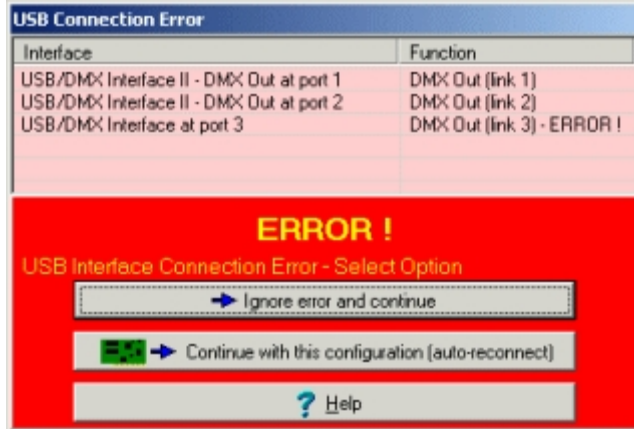 USB Connection Error
Interface Function
USB/DMX Interface II - DMX Out at port 1 DMX Out (link 1)
USB/DMX Interface II - DMX Out at port 2 DMX Out (link 2)
USB/DMX Interface at port 3 DMX Out (link 3) - ERROR !
ERROR !
USB Interface Connection Error - Select Option
Ignore error and continue
Continue with this configuration (auto-reconnect)
Help